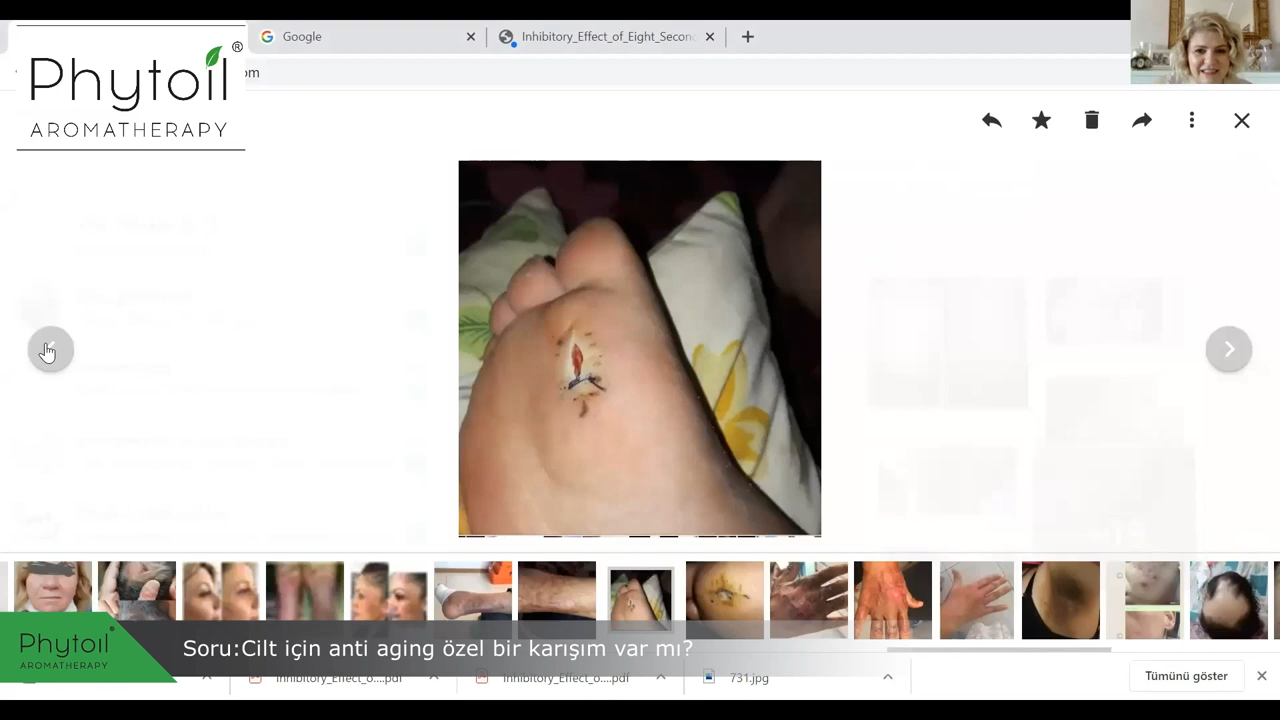 Phytoil®
AROMATHERAPY
om
Google
Inhibitory_Effect_of_Eight_Secon
Phytoil
AROMATHERAPY
Soru:Cilt için anti aging özel bir karışım var mı?
Inhibitory_Effect_o....pdf
Inhibitory_Effect_o....pdf
731.jpg
Tümünü göster